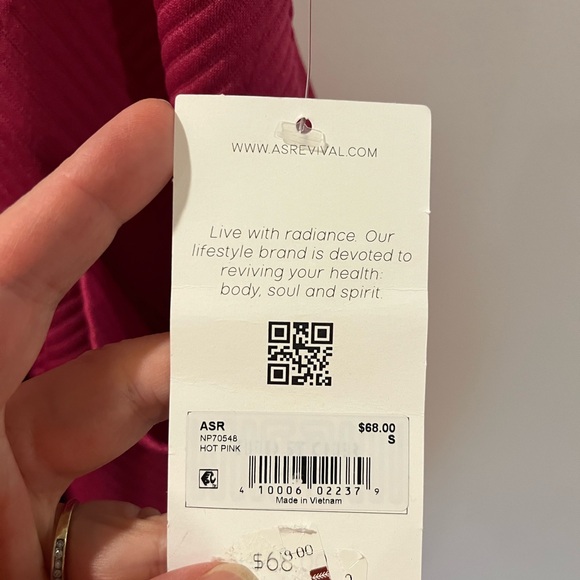 WWW.ASREVIVAL.COM
Live with radiance. Our
lifestyle brand is devoted to
reviving your health:
body, soul and spirit.
ASR $68.00
NP70548 S
HOT PINK
4 10006 02237 9
Made in Vietnam
$68
9.00